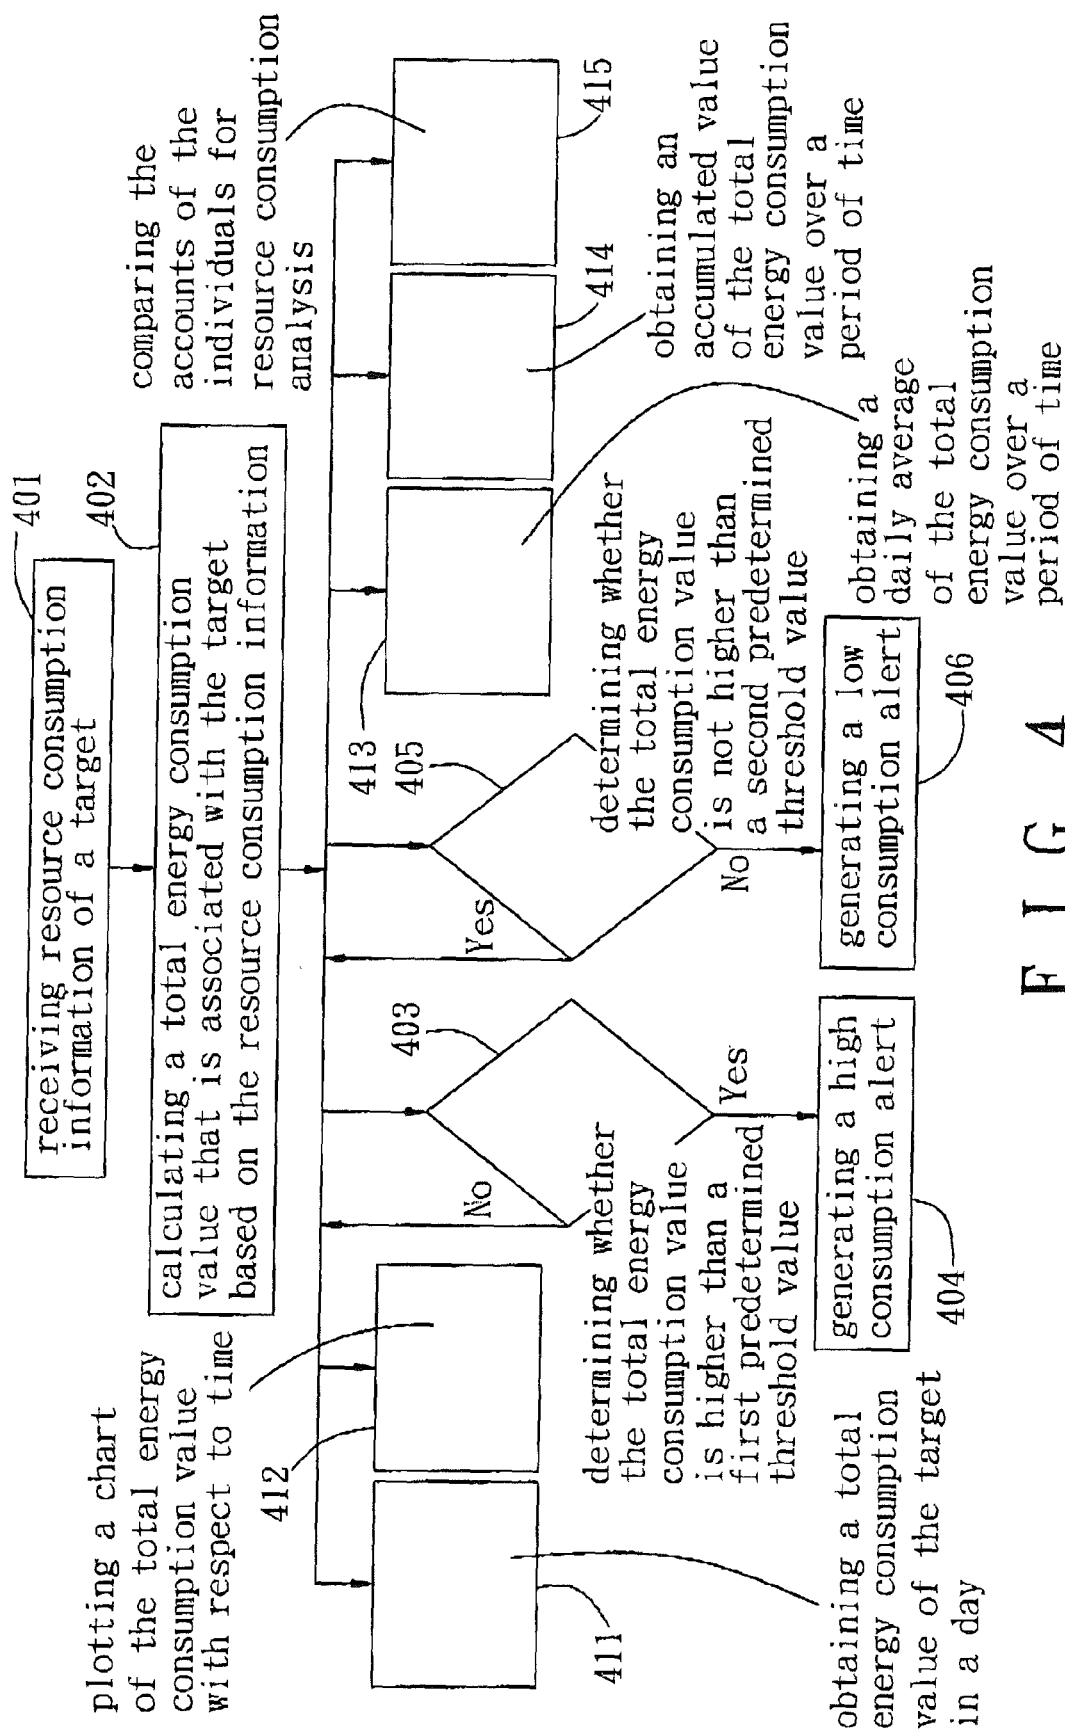 receiving resource consumption
information of a target
401
calculating a total energy consumption
value that is associated with the target
based on the resource consumption information
402
plotting a chart
of the total energy
consumption value
with respect to time
412
comparing the
accounts of the
individuals for
resource consumption
analysis
415
411
obtaining a total
energy consumption
value of the target
in a day
No
403
determining whether
the total energy
consumption value
is higher than a
first predetermined
threshold value
Yes
generating a high
consumption alert
404
Yes
405
determining whether
the total energy
consumption value
is not higher than
a second predetermined
threshold value
No
generating a low
consumption alert
406
413
obtaining a
daily average
of the total
energy consumption
value over a
period of time
414
obtaining an
accumulated value
of the total
energy consumption
value over a
period of time
FIG 4